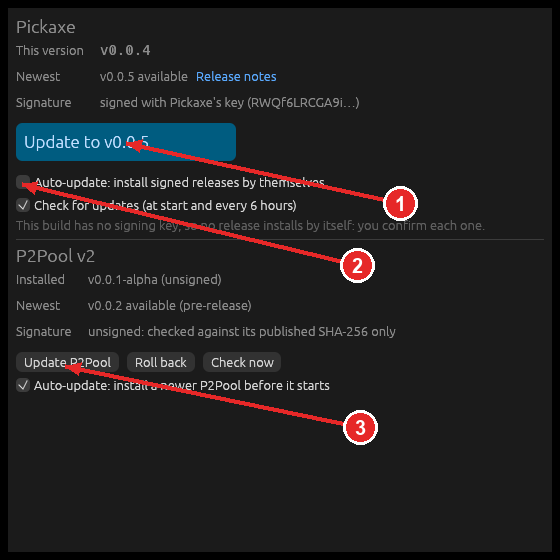 Pickaxe
This version v0.0.4
Newest v0.0.5 available Release notes
Signature signed with Pickaxe's key (RWQf6LRCGA9i...)
Update to v0.0.5
Auto-update: install signed releases by themselves
1
Check for updates (at start and every 6 hours)
This build has no signing key, so no release installs by itself: you confirm each one.
2
P2Pool v2
Installed v0.0.1-alpha (unsigned)
Newest v0.0.2 available (pre-release)
Signature unsigned: checked against its published SHA-256 only
Update P2Pool Roll back Check now
Auto-update: install a newer P2Pool before it starts
3